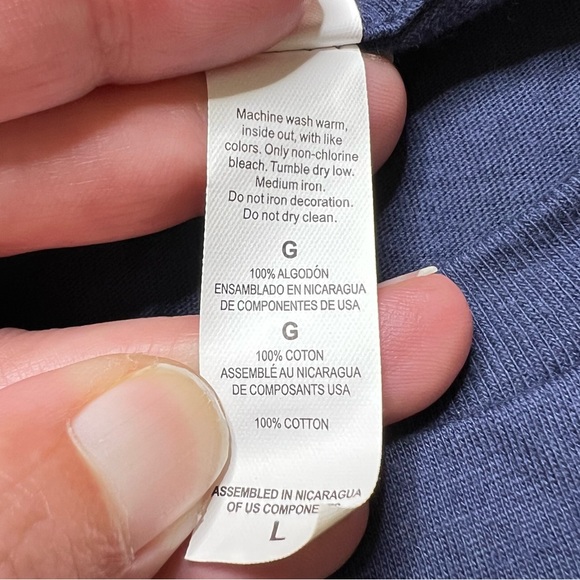 Machine wash warm,
inside out, with like
colors. Only non-chlorine
bleach. Tumble dry low.
Medium iron.
Do not iron decoration.
Do not dry clean.
G
100% ALGODÓN
ENSAMBLADO EN NICARAGUA
DE COMPONENTES DE USA
G
100% COTON
ASSEMBLÉ AU NICARAGUA
DE COMPOSANTS USA
100% COTTON
ASSEMBLED IN NICARAGUA
OF US
L